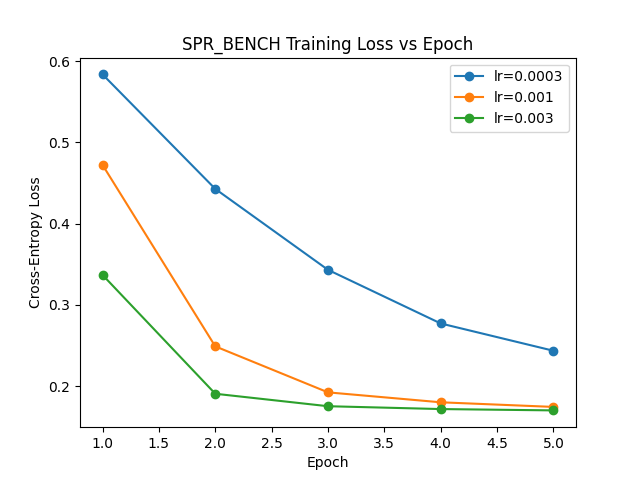 SPR_BENCH Training Loss vs Epoch
lr=0.0003
lr=0.001
lr=0.003
Cross-Entropy Loss
0.6
0.5
0.4
0.3
0.2
1.0 1.5 2.0 2.5 3.0 3.5 4.0 4.5 5.0
Epoch